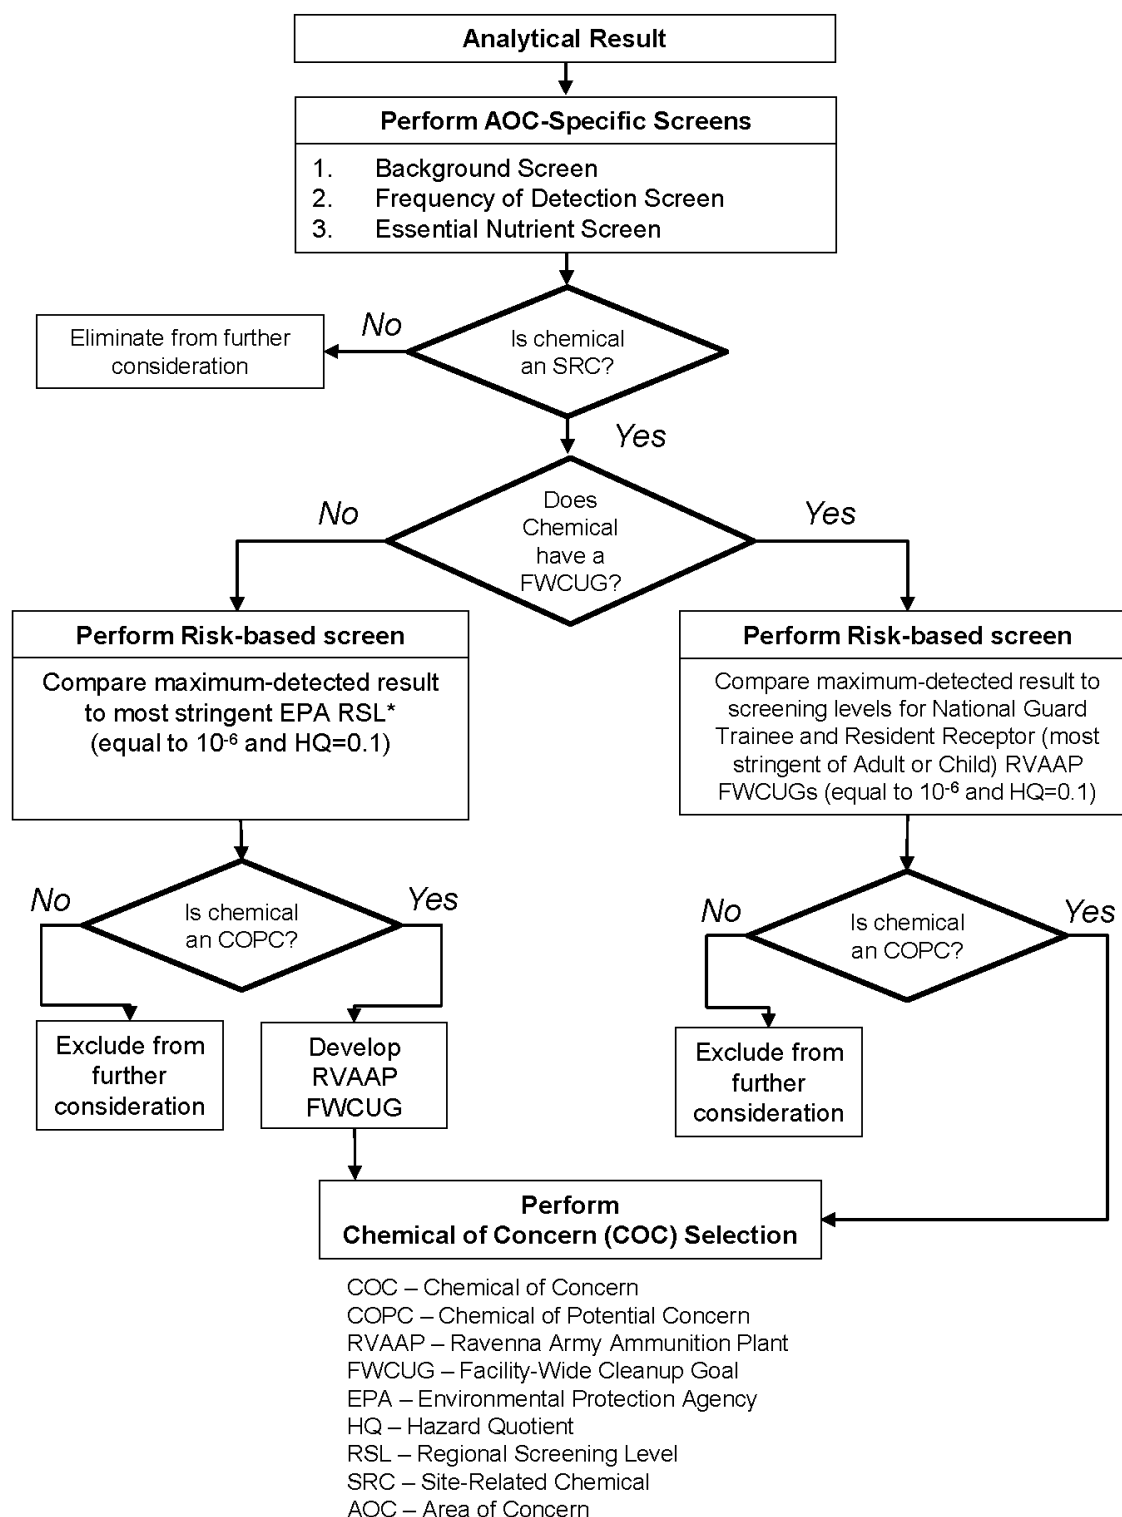 Analytical Result
Perform AOC-Specific Screens
1. Background Screen
2. Frequency of Detection Screen
3. Essential Nutrient Screen
No
Eliminate from further
consideration
Is chemical
an SRC?
Yes
No
Does
Chemical
have a
FWCUG?
Yes
Perform Risk-based screen
Compare maximum-detected result
to most stringent EPA RSL*
(equal to 10-6 and HQ=0.1)
Perform Risk-based screen
Compare maximum-detected result to
screening levels for National Guard
Trainee and Resident Receptor (most
stringent of Adult or Child) RVAAP
FWCUGs (equal to 10-6 and HQ=0.1)
No
Is chemical
an COPC?
Yes
No
Is chemical
an COPC?
Yes
Exclude from
further
consideration
Develop
RVAAP
FWCUG
Exclude from
further
consideration
Perform
Chemical of Concern (COC) Selection
COC – Chemical of Concern
COPC – Chemical of Potential Concern
RVAAP – Ravenna Army Ammunition Plant
FWCUG – Facility-Wide Cleanup Goal
EPA – Environmental Protection Agency
HQ – Hazard Quotient
RSL – Regional Screening Level
SRC – Site-Related Chemical
AOC – Area of Concern